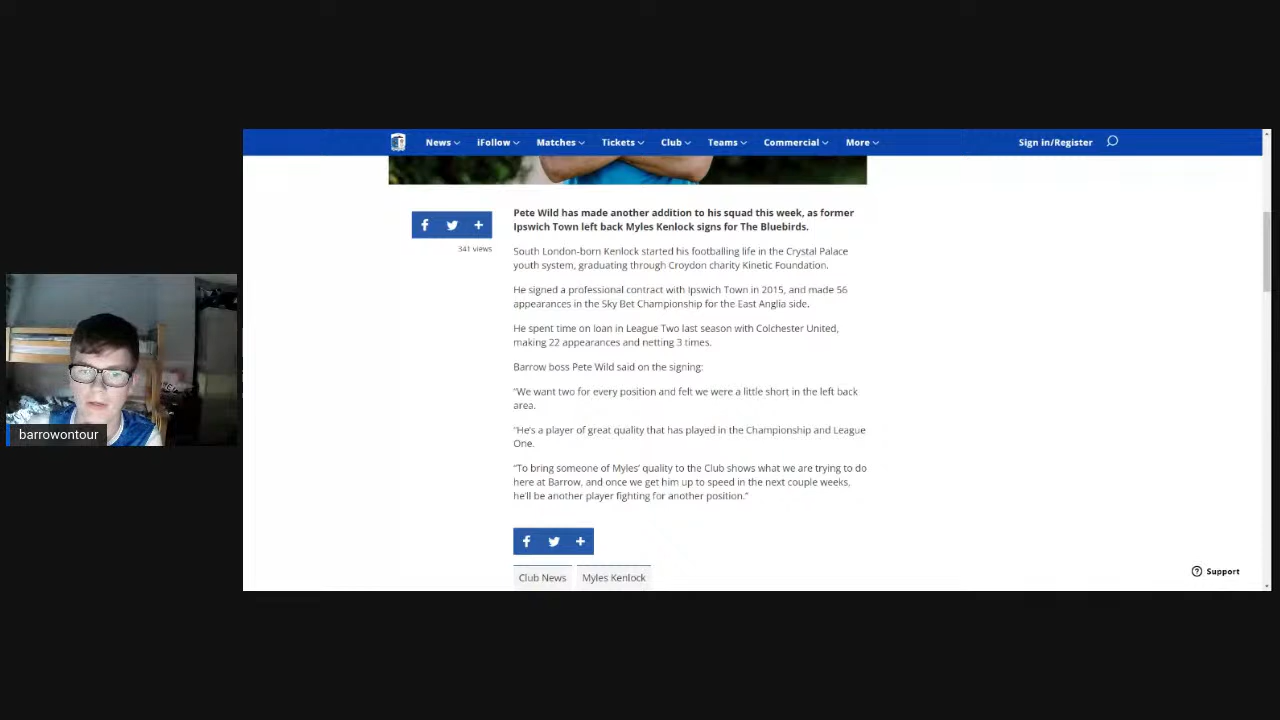 News iFollow Matches Tickets Club Teams Commercial More Sign in/Register
341 views
Pete Wild has made another addition to his squad this week, as former
Ipswich Town left back Myles Kenlock signs for The Bluebirds.
South London-born Kenlock started his footballing life in the Crystal Palace
youth system, graduating through Croydon charity Kinetic Foundation.
He signed a professional contract with Ipswich Town in 2015, and made 56
appearances in the Sky Bet Championship for the East Anglia side.
He spent time on loan in League Two last season with Colchester United,
making 22 appearances and netting 3 times.
Barrow boss Pete Wild said on the signing:
“We want two for every position and felt we were a little short in the left back
area.
“He’s a player of great quality that has played in the Championship and League
One.
“To bring someone of Myles’ quality to the Club shows what we are trying to do
here at Barrow, and once we get him up to speed in the next couple weeks,
he’ll be another player fighting for another position.”
Club News Myles Kenlock
Support
barrowontour